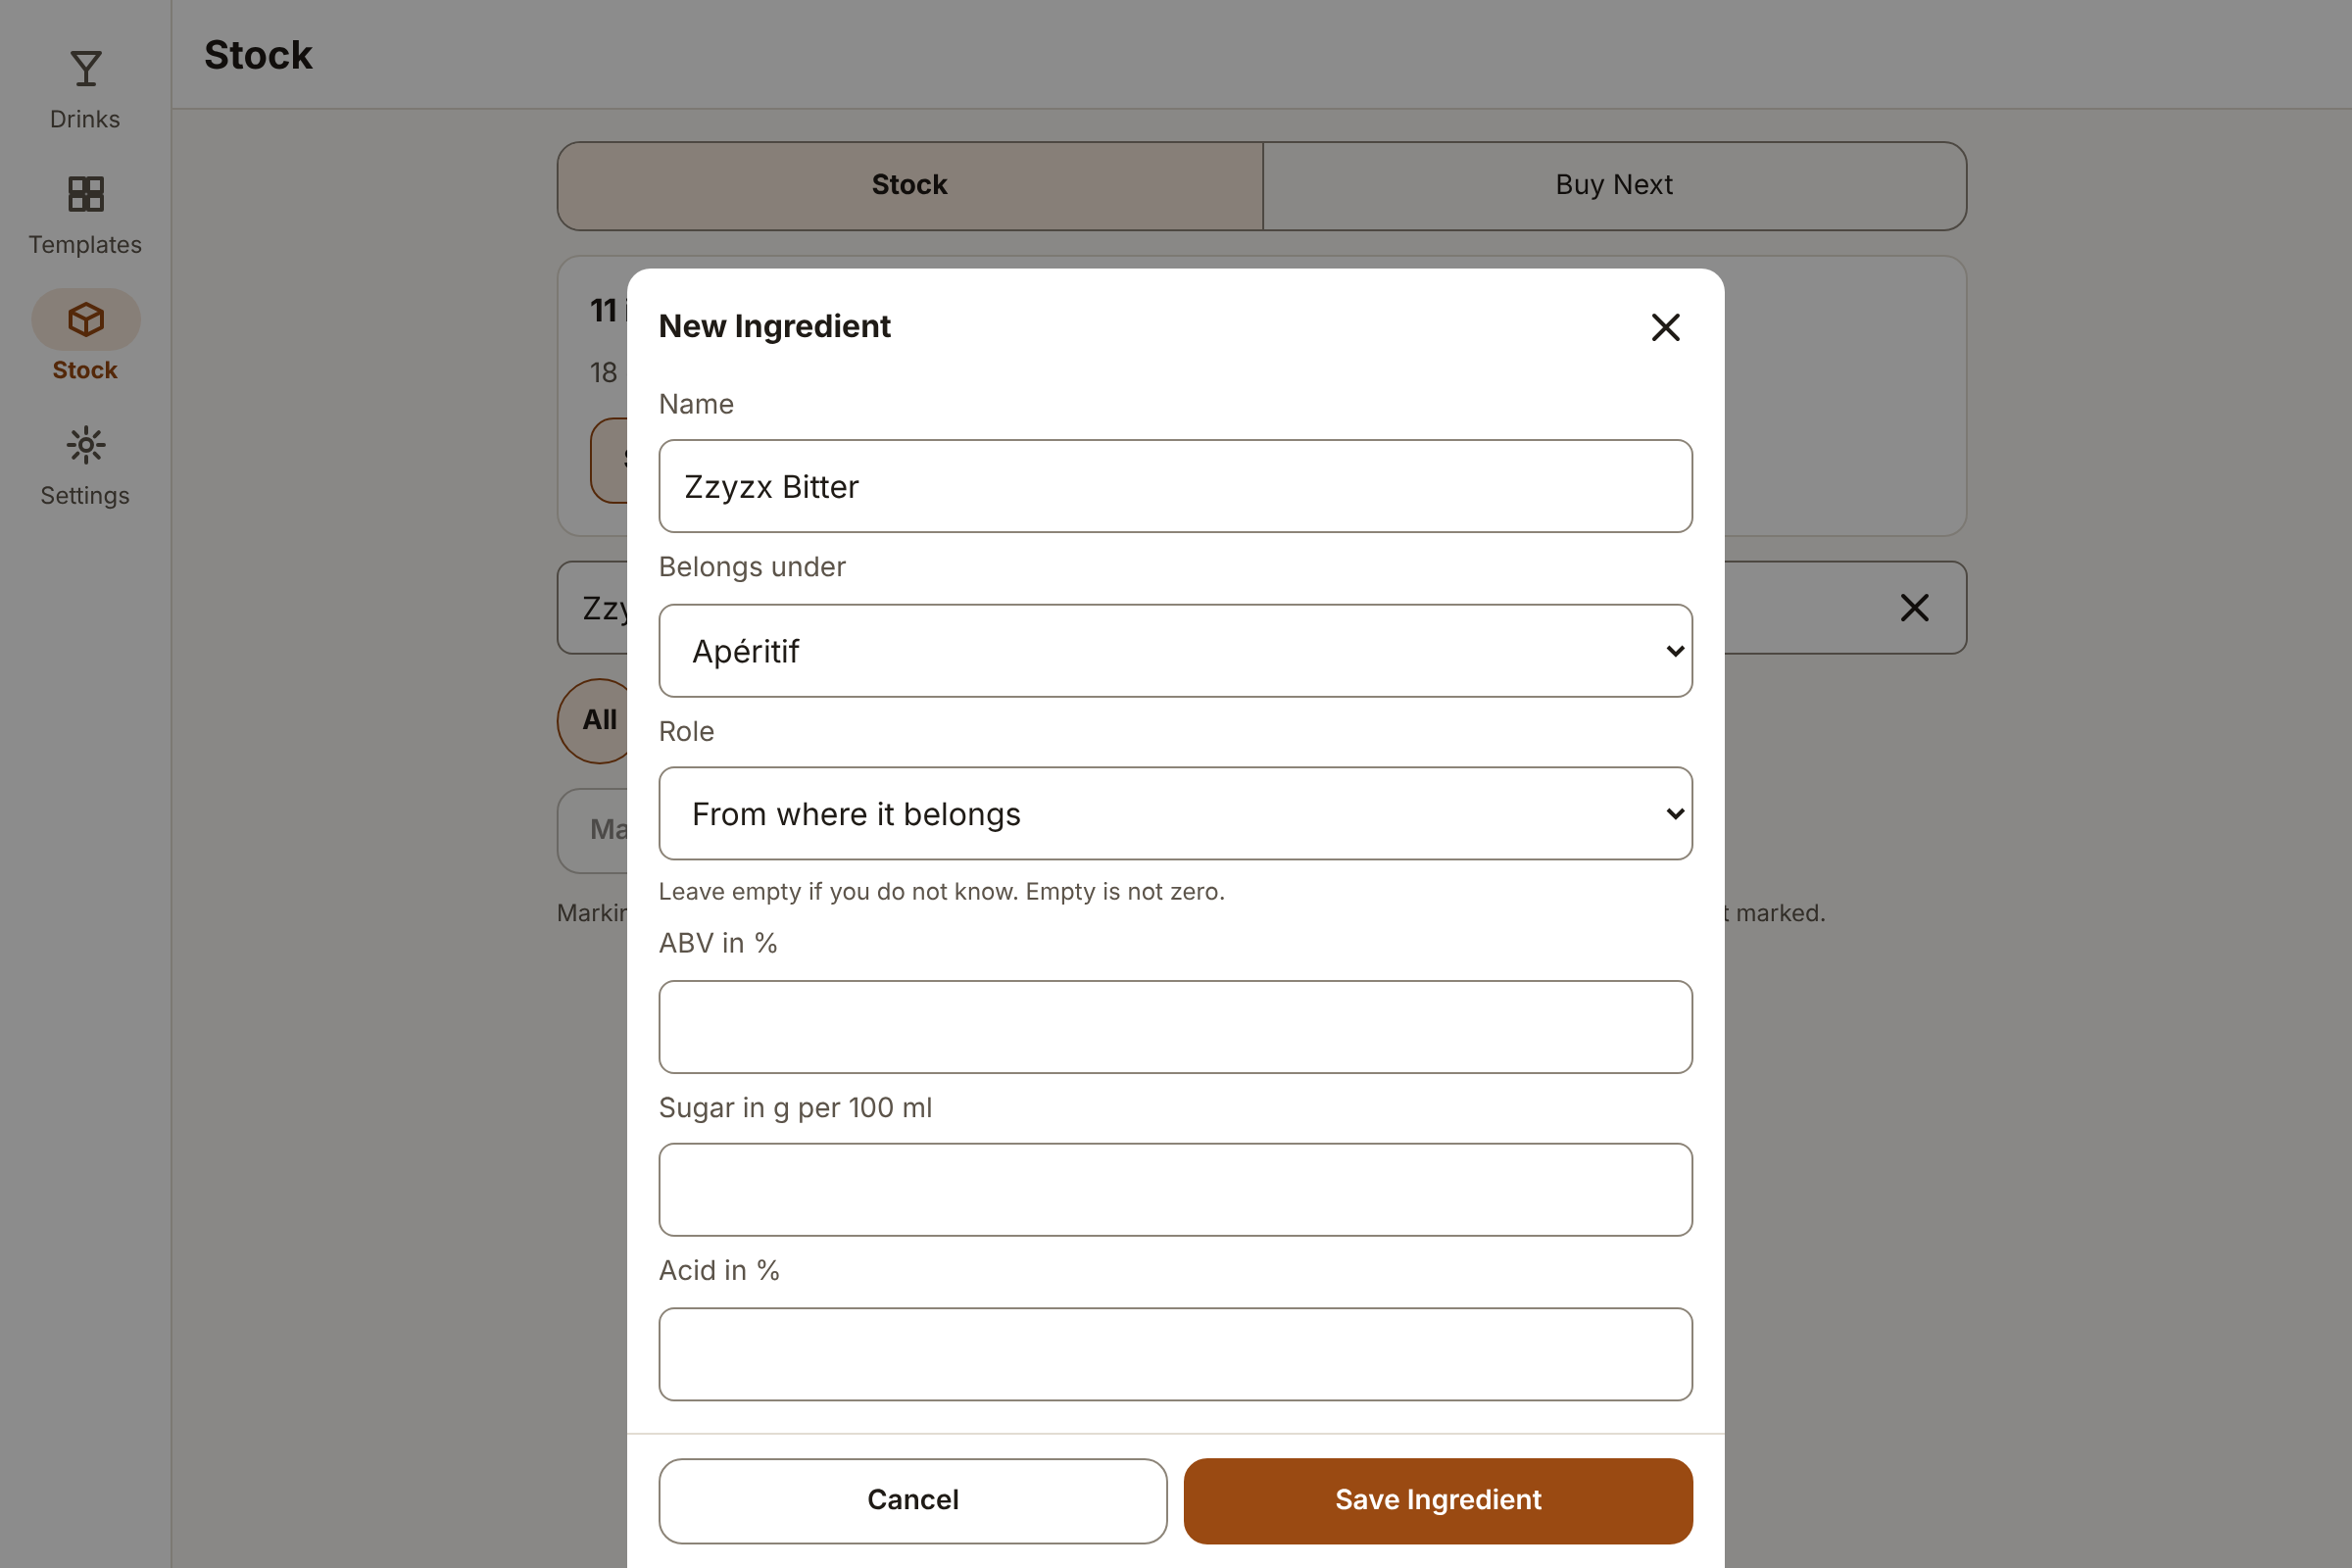 Stock
Drinks
Templates
Stock
Settings
Stock
Buy Next
11
18
New Ingredient
Name
Zzyzx Bitter
Belongs under
Apéritif
Role
From where it belongs
Leave empty if you do not know. Empty is not zero.
ABV in %
Sugar in g per 100 ml
Acid in %
Cancel
Save Ingredient
All
marked.